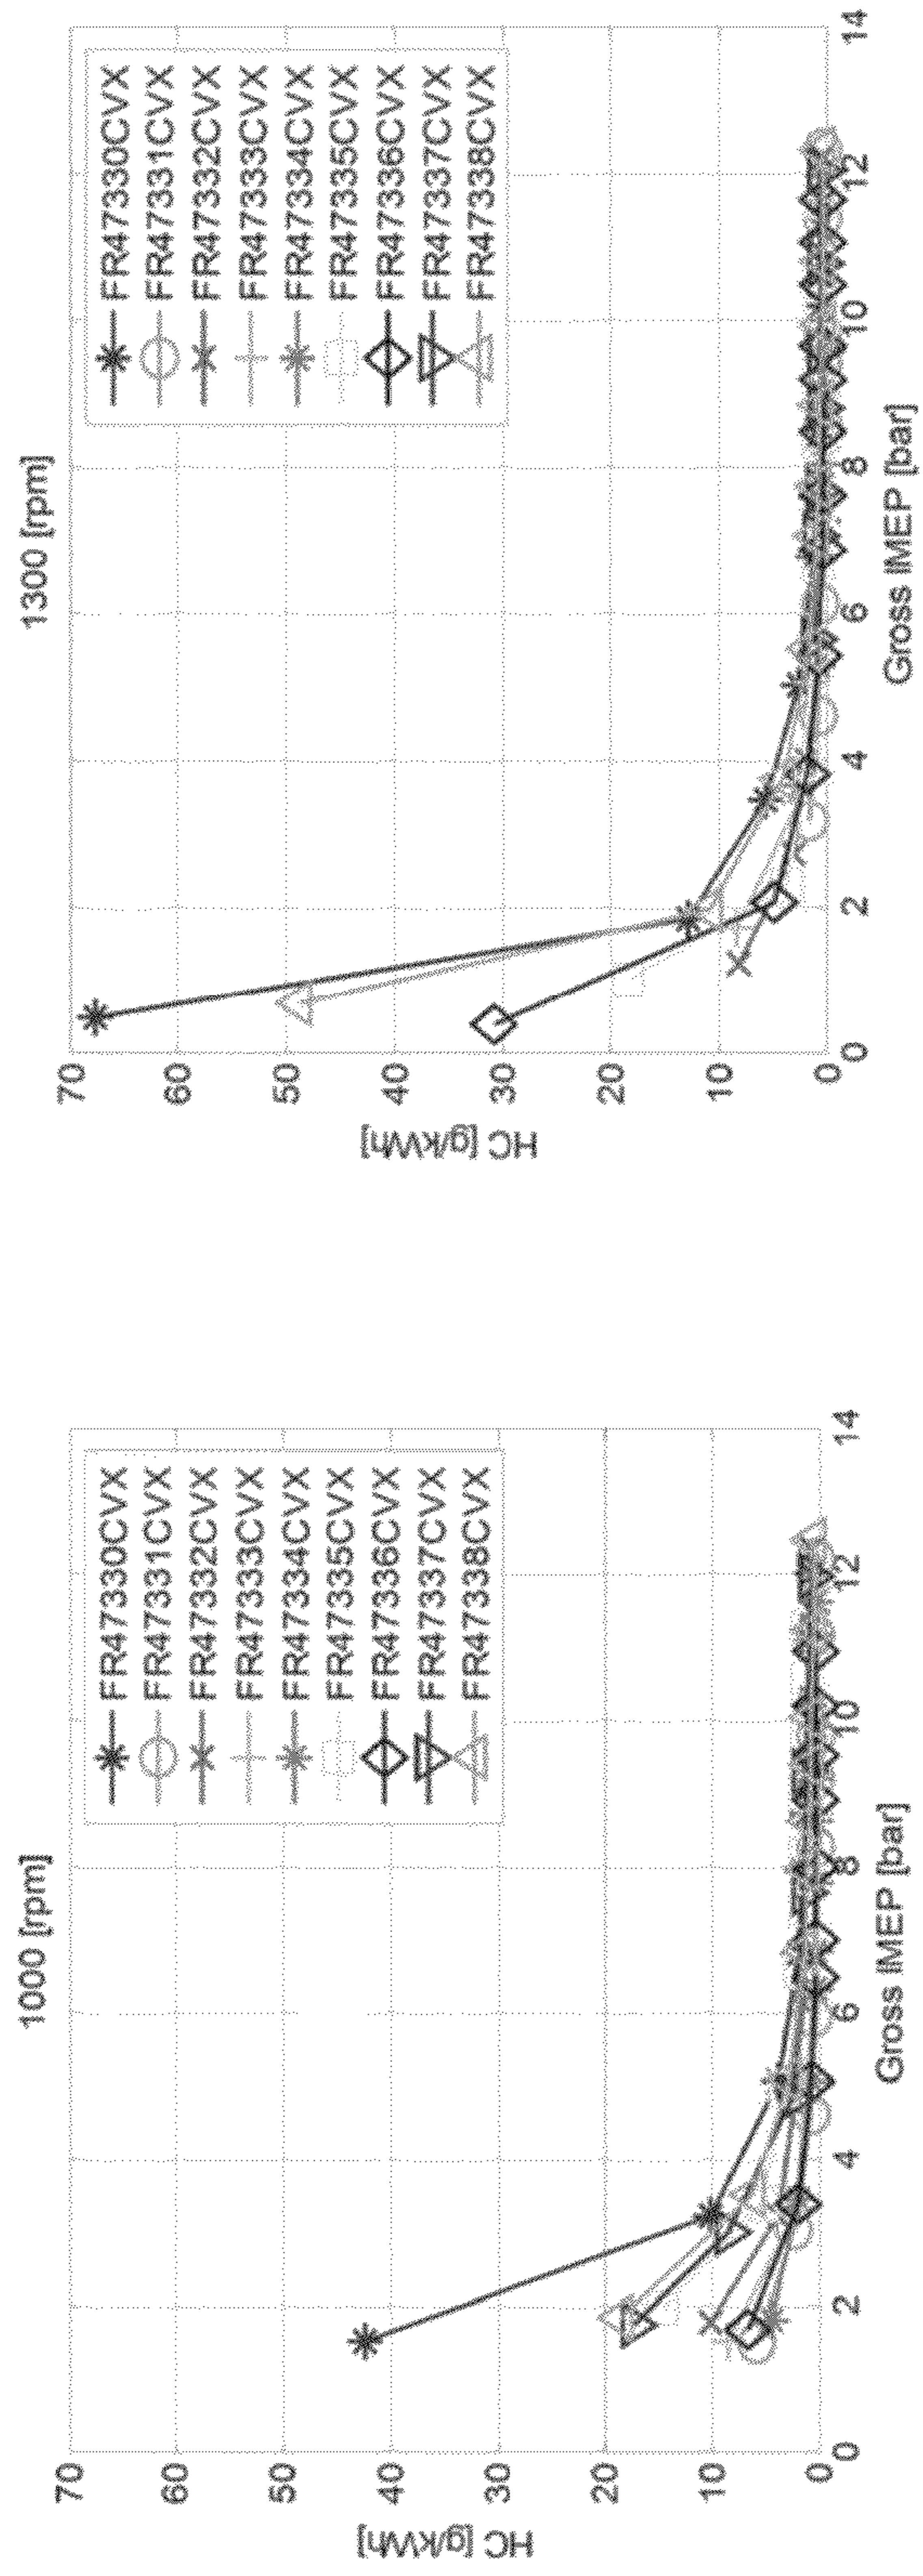 1000 [rpm]
HC [g/kWh]
70
60
50
40
30
20
10
0
0
2
4
6
8
10
12
14
Gross IMEP [bar]
FR47330CVX
FR47331CVX
FR47332CVX
FR47333CVX
FR47334CVX
FR47335CVX
FR47336CVX
FR47337CVX
FR47338CVX
1300 [rpm]
HC [g/kWh]
70
60
50
40
30
20
10
0
0
2
4
6
8
10
12
14
Gross IMEP [bar]
FR47330CVX
FR47331CVX
FR47332CVX
FR47333CVX
FR47334CVX
FR47335CVX
FR47336CVX
FR47337CVX
FR47338CVX